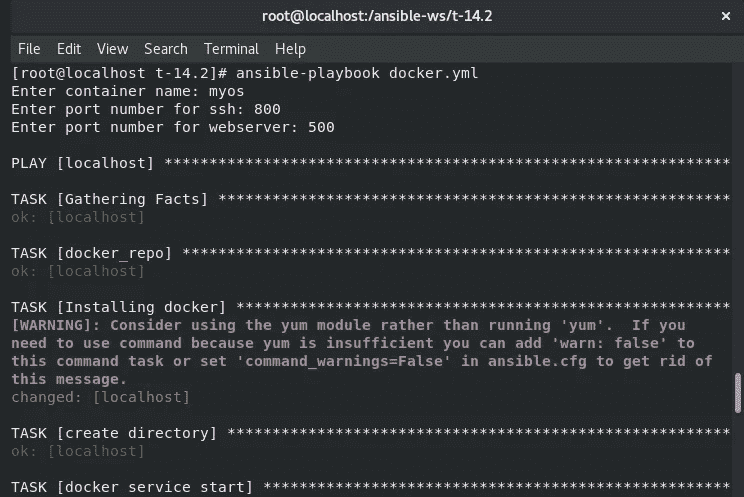 root@localhost:/ansible-ws/t-14.2 ×
File Edit View Search Terminal Help
[root@localhost t-14.2]# ansible-playbook docker.yml
Enter container name: myos
Enter port number for ssh: 800
Enter port number for webserver: 500
PLAY [localhost] ***************************************************************
TASK [Gathering Facts] *********************************************************
ok: [localhost]
TASK [docker_repo] *************************************************************
ok: [localhost]
TASK [Installing docker] *******************************************************
[WARNING]: Consider using the yum module rather than running 'yum'.  If you
need to use command because yum is insufficient you can add 'warn: false' to
this command task or set 'command_warnings=False' in ansible.cfg to get rid of
this message.
changed: [localhost]
TASK [create directory] ********************************************************
ok: [localhost]
TASK [docker service start] ****************************************************